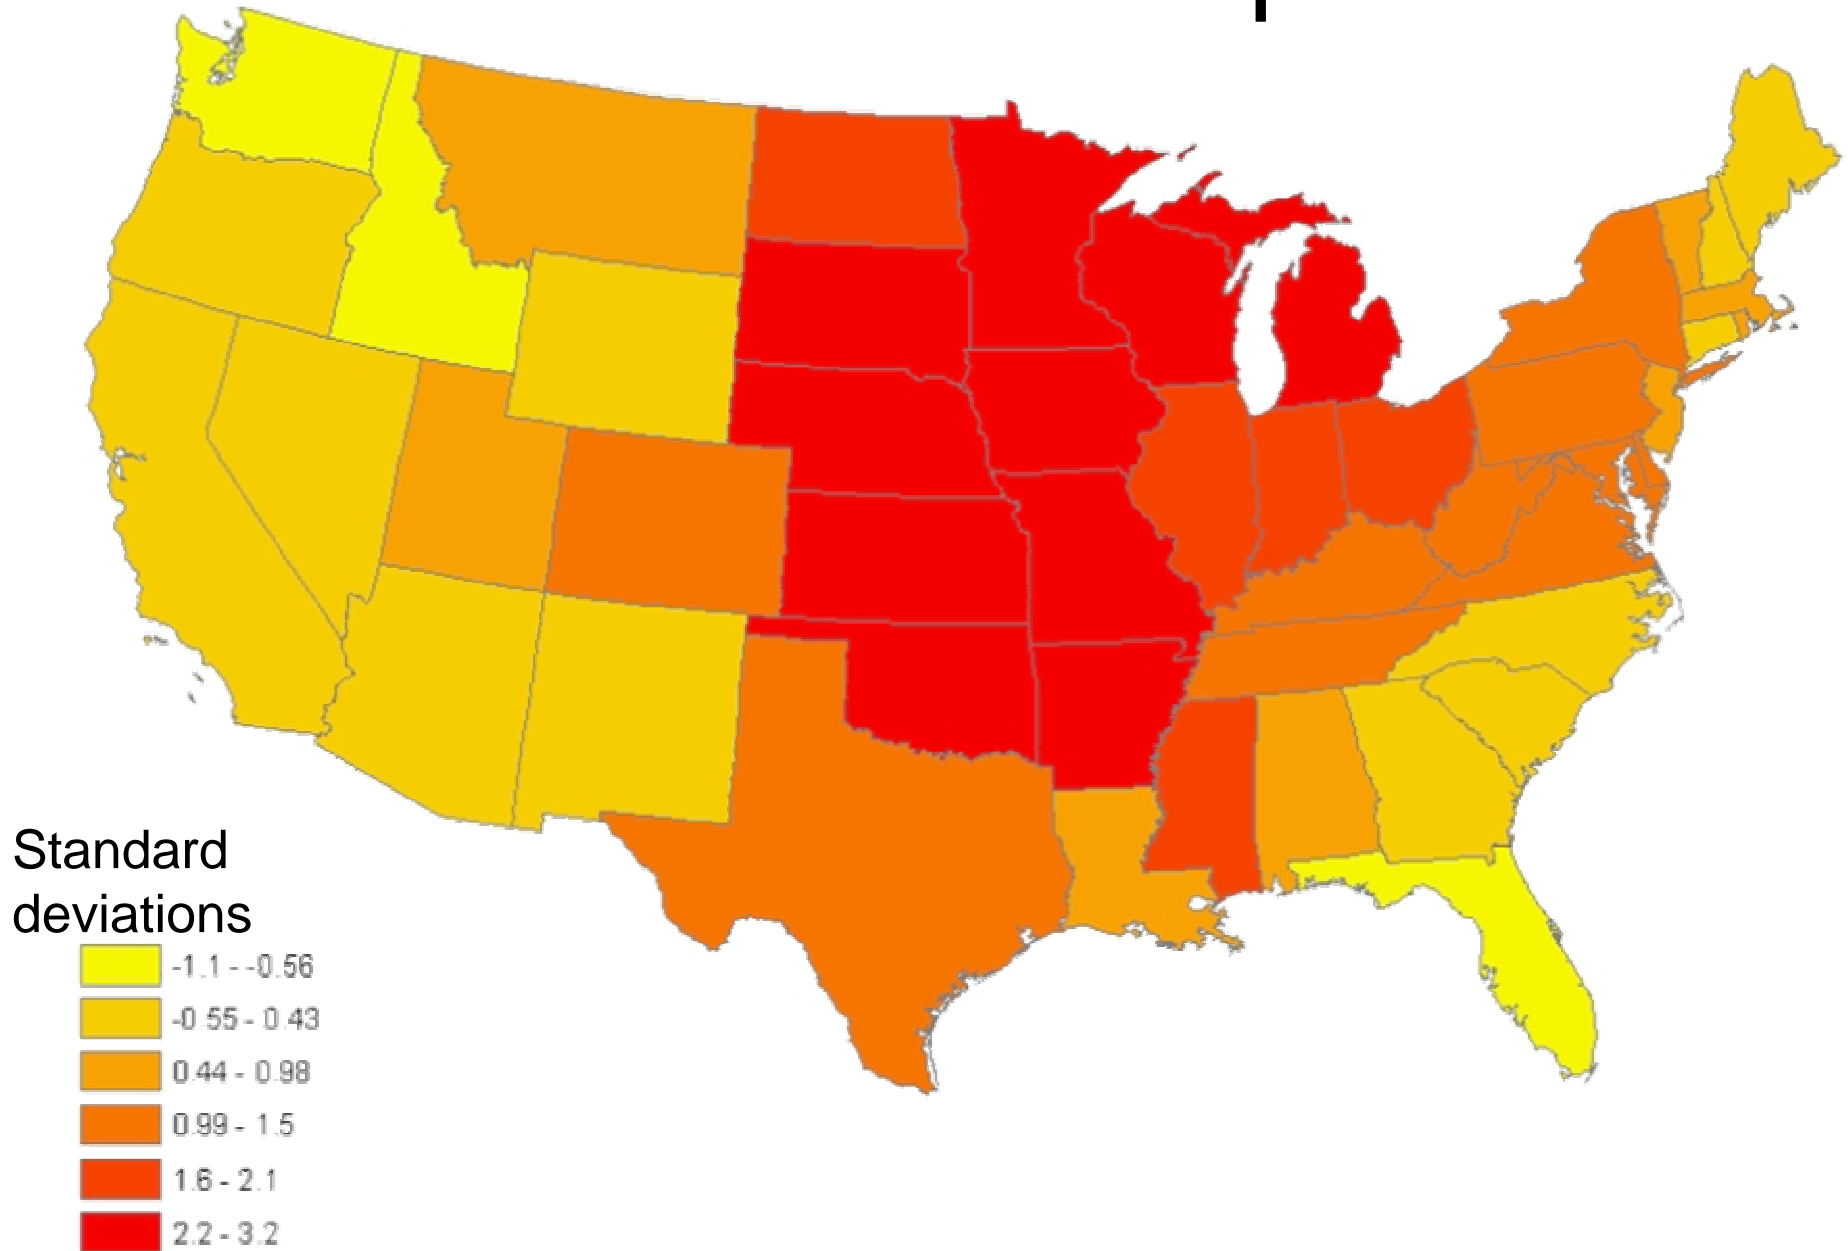 Standard
deviations
-1.1 - -0.56
-0.55 - 0.43
0.44 - 0.98
0.99 - 1.5
1.6 - 2.1
2.2 - 3.2